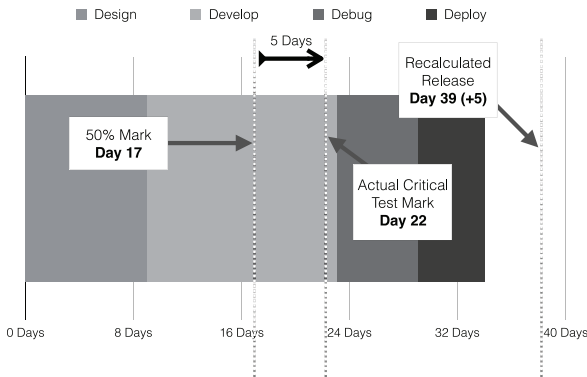 Design Develop Debug Deploy
5 Days
Recalculated
Release
Day 39 (+5)
50% Mark
Day 17
Actual Critical
Test Mark
Day 22
0 Days 8 Days 16 Days 24 Days 32 Days 40 Days